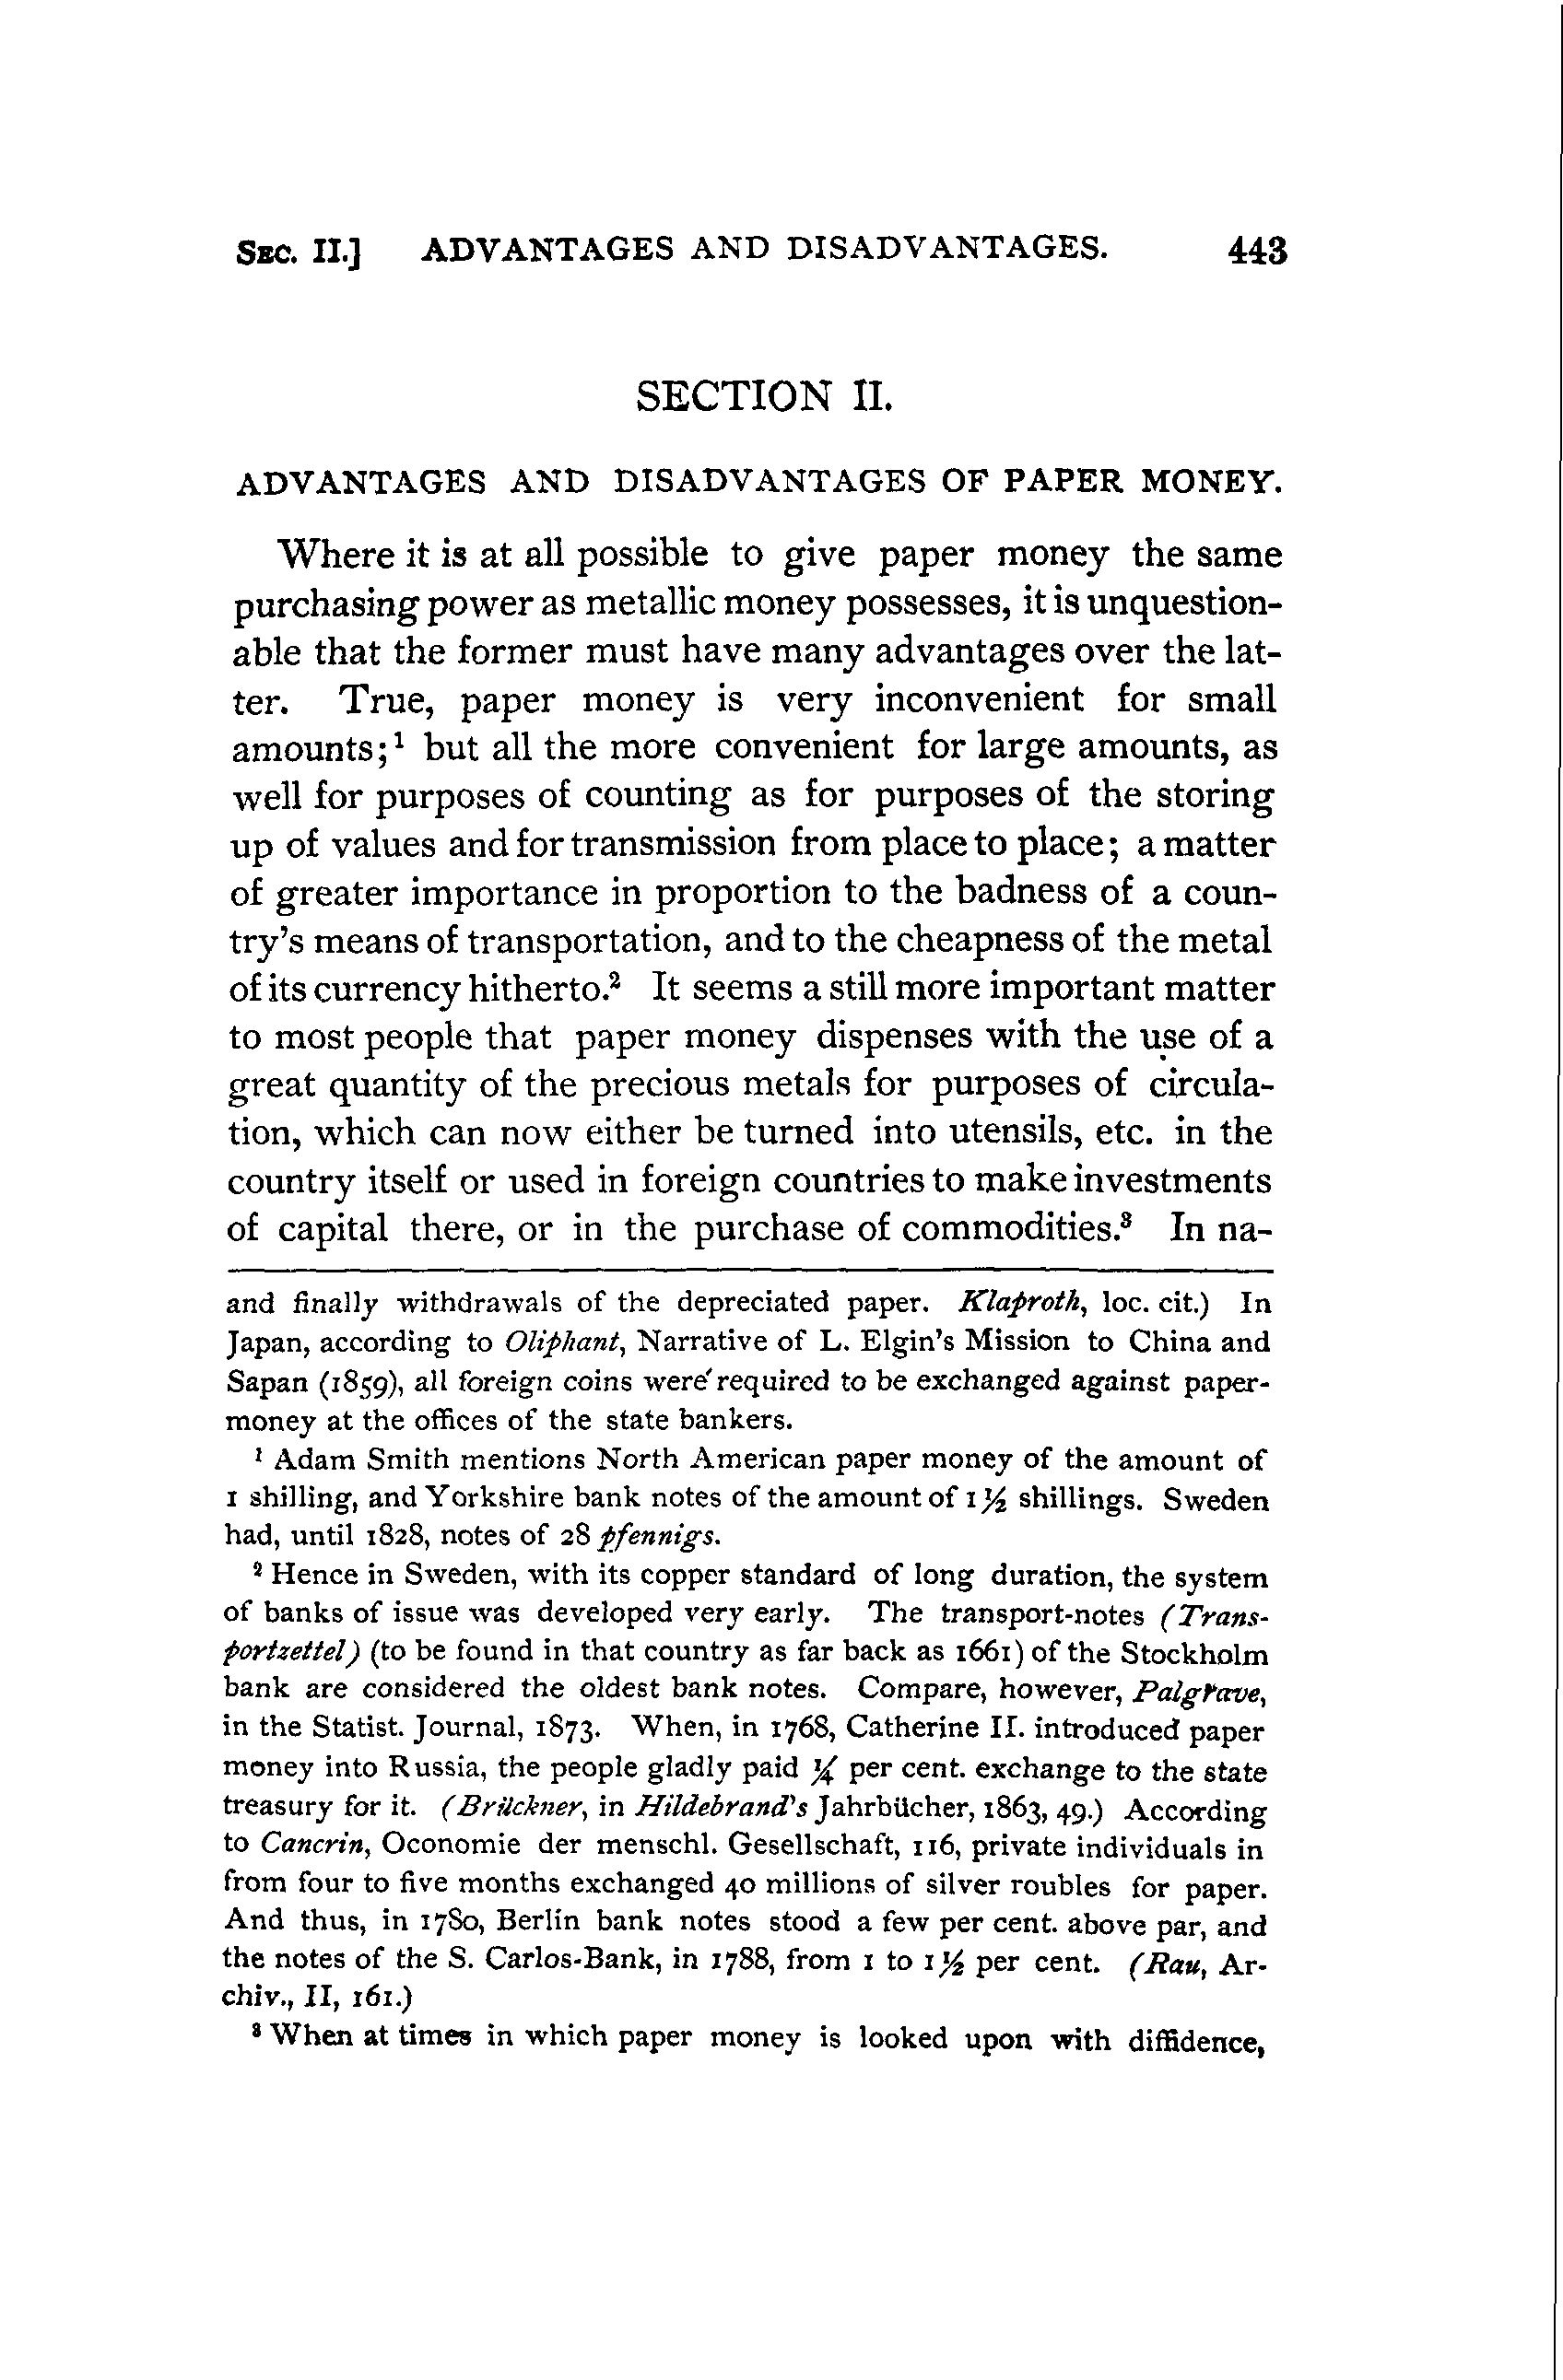 SEC. II.] ADVANTAGES AND DISADVANTAGES. 443
SECTION II.
ADVANTAGES AND DISADVANTAGES OF PAPER MONEY.
Where it is at all possible to give paper money the same
purchasing power as metallic money possesses, it is unquestion-
able that the former must have many advantages over the lat-
ter. True, paper money is very inconvenient for small
amounts;¹ but all the more convenient for large amounts, as
well for purposes of counting as for purposes of the storing
up of values and for transmission from place to place; a matter
of greater importance in proportion to the badness of a coun-
try's means of transportation, and to the cheapness of the metal
of its currency hitherto.² It seems a still more important matter
to most people that paper money dispenses with the use of a
great quantity of the precious metals for purposes of circula-
tion, which can now either be turned into utensils, etc. in the
country itself or used in foreign countries to make investments
of capital there, or in the purchase of commodities.³ In na-
and finally withdrawals of the depreciated paper. Klaproth, loc. cit.) In
Japan, according to Oliphant, Narrative of L. Elgin's Mission to China and
Sapan (1859), all foreign coins were required to be exchanged against paper-
money at the offices of the state bankers.
¹ Adam Smith mentions North American paper money of the amount of
1 shilling, and Yorkshire bank notes of the amount of 1½ shillings. Sweden
had, until 1828, notes of 28 pfennigs.
² Hence in Sweden, with its copper standard of long duration, the system
of banks of issue was developed very early. The transport-notes (Trans-
portzettel) (to be found in that country as far back as 1661) of the Stockholm
bank are considered the oldest bank notes. Compare, however, Palgrave,
in the Statist. Journal, 1873. When, in 1768, Catherine II. introduced paper
money into Russia, the people gladly paid ¼ per cent. exchange to the state
treasury for it. (Brückner, in Hildebrand's Jahrbücher, 1863, 49.) According
to Cancrin, Oconomie der menschl. Gesellschaft, 116, private individuals in
from four to five months exchanged 40 millions of silver roubles for paper.
And thus, in 1780, Berlin bank notes stood a few per cent. above par, and
the notes of the S. Carlos-Bank, in 1788, from 1 to 1½ per cent. (Rau, Ar-
chiv., II, 161.)
³ When at times in which paper money is looked upon with diffidence,